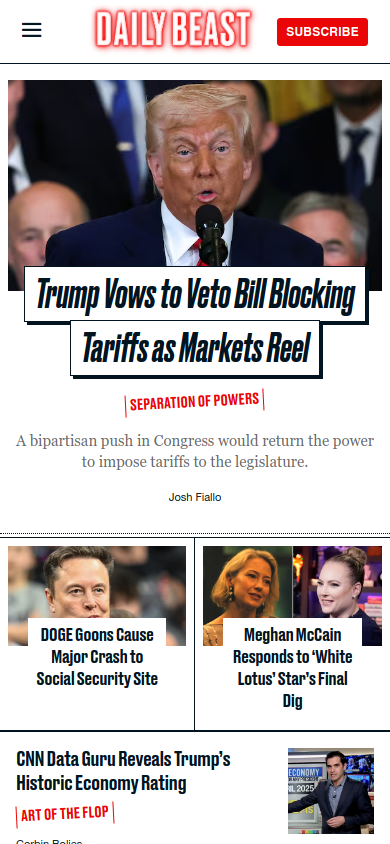 DAILY BEAST
SUBSCRIBE
Trump Vows to Veto Bill Blocking
Tariffs as Markets Reel
SEPARATION OF POWERS
A bipartisan push in Congress would return the power
to impose tariffs to the legislature.
Josh Fiallo
DOGE Goons Cause
Major Crash to
Social Security Site
Meghan McCain
Responds to ‘White
Lotus’ Star’s Final
Dig
CNN Data Guru Reveals Trump’s
Historic Economy Rating
ART OF THE FLOP
ECONOMY
Corbin Bolies